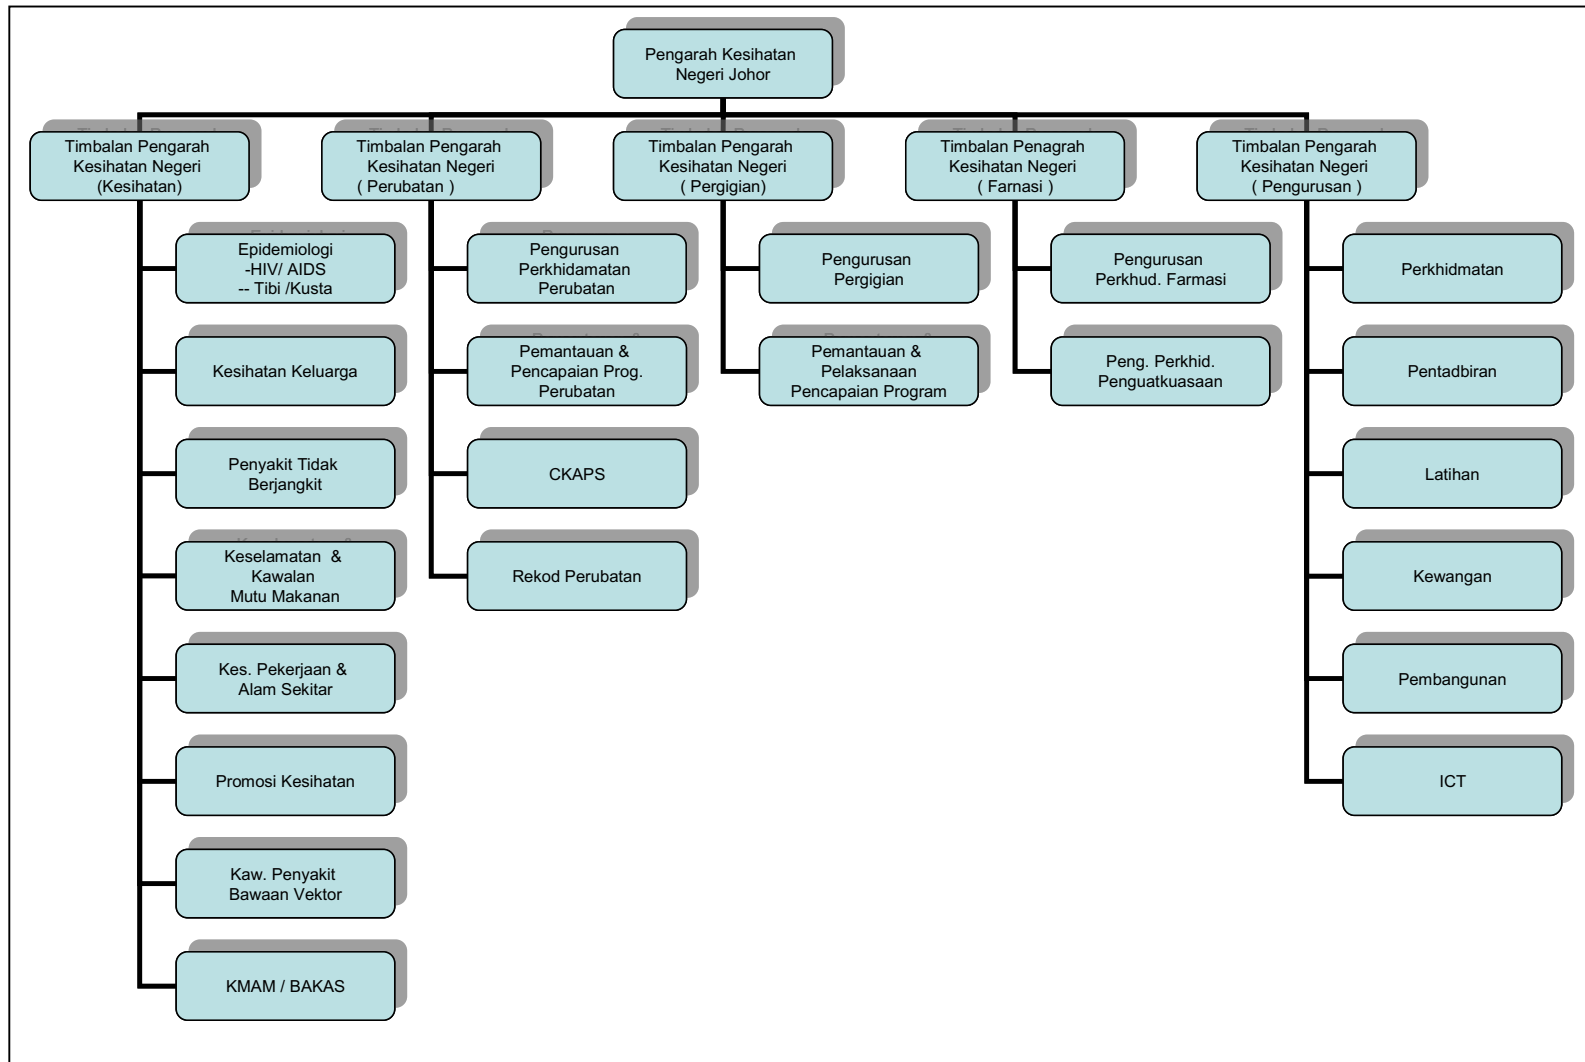 Pengarah Kesihatan
Negeri Johor
Timbalan Pengarah
Kesihatan Negeri
(Kesihatan)
Timbalan Pengarah
Kesihatan Negeri
( Perubatan )
Timbalan Pengarah
Kesihatan Negeri
( Pergigian)
Timbalan Penagrah
Kesihatan Negeri
( Farnasi )
Timbalan Pengarah
Kesihatan Negeri
( Pengurusan )
Epidemiologi
-HIV/ AIDS
-- Tibi /Kusta
Kesihatan Keluarga
Penyakit Tidak
Berjangkit
Keselamatan &
Kawalan
Mutu Makanan
Kes. Pekerjaan &
Alam Sekitar
Promosi Kesihatan
Kaw. Penyakit
Bawaan Vektor
KMAM / BAKAS
Pengurusan
Perkhidamatan
Perubatan
Pemantauan &
Pencapaian Prog.
Perubatan
CKAPS
Rekod Perubatan
Pengurusan
Pergigian
Pemantauan &
Pelaksanaan
Pencapaian Program
Pengurusan
Perkhud. Farmasi
Peng. Perkhid.
Penguatkuasaan
Perkhidmatan
Pentadbiran
Latihan
Kewangan
Pembangunan
ICT